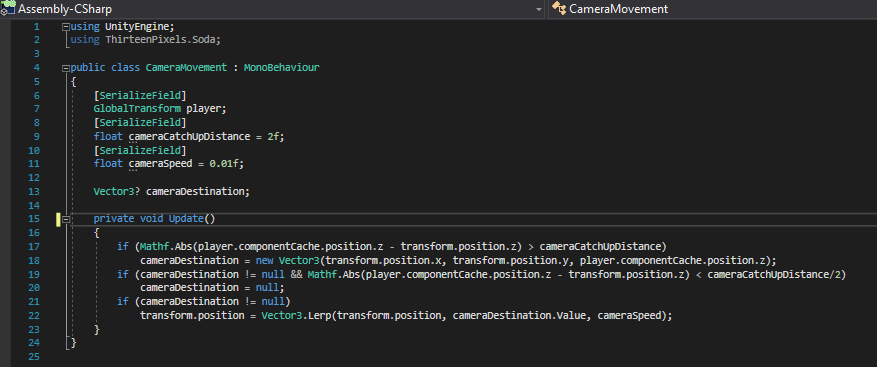 Assembly-CSharp CameraMovement
1 using UnityEngine;
2 using ThirteenPixels.Soda;
3
4 public class CameraMovement : MonoBehaviour
5 {
6 [SerializeField]
7 GlobalTransform player;
8 [SerializeField]
9 float cameraCatchUpDistance = 2f;
10 [SerializeField]
11 float cameraSpeed = 0.01f;
12
13 Vector3? cameraDestination;
14
15 private void Update()
16 {
17 if (Mathf.Abs(player.componentCache.position.z - transform.position.z) > cameraCatchUpDistance)
18 cameraDestination = new Vector3(transform.position.x, transform.position.y, player.componentCache.position.z);
19 if (cameraDestination != null && Mathf.Abs(player.componentCache.position.z - transform.position.z) < cameraCatchUpDistance/2)
20 cameraDestination = null;
21 if (cameraDestination != null)
22 transform.position = Vector3.Lerp(transform.position, cameraDestination.Value, cameraSpeed);
23 }
24 }
25